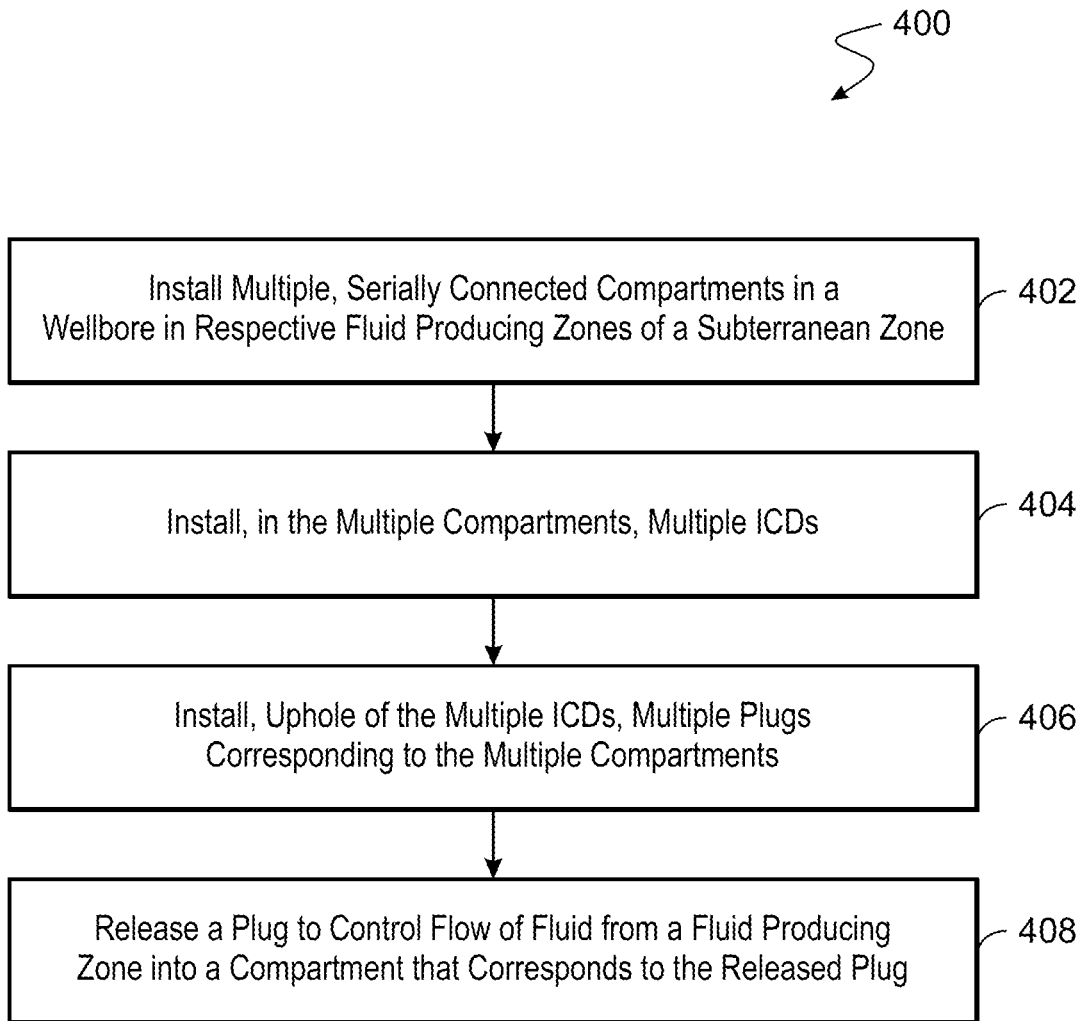 400
Install Multiple, Serially Connected Compartments in a
Wellbore in Respective Fluid Producing Zones of a Subterranean Zone
402
Install, in the Multiple Compartments, Multiple ICDs
404
Install, Uphole of the Multiple ICDs, Multiple Plugs
Corresponding to the Multiple Compartments
406
Release a Plug to Control Flow of Fluid from a Fluid Producing
Zone into a Compartment that Corresponds to the Released Plug
408